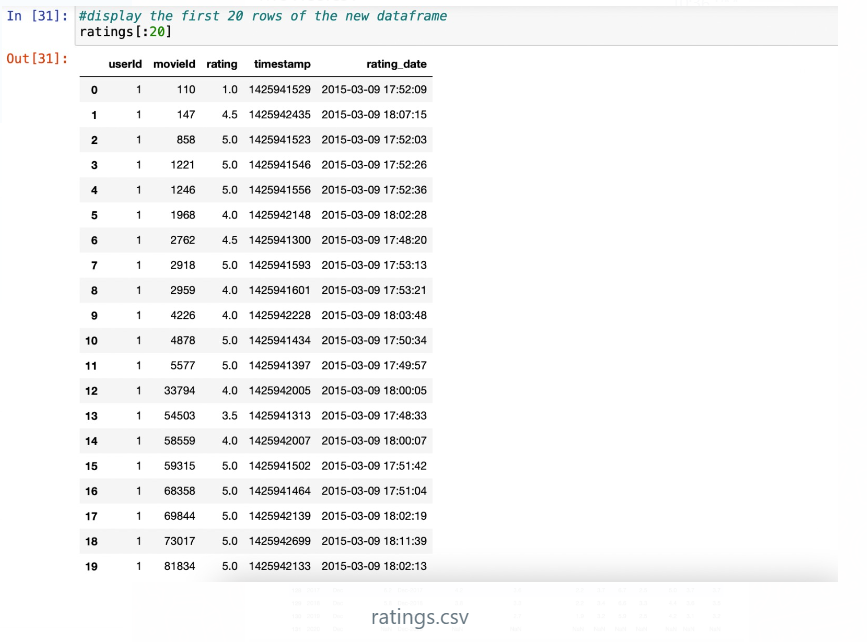 In [31]: #display the first 20 rows of the new dataframe
ratings[:20]
Out[31]:
userId movieId rating timestamp rating_date
0 1 110 1.0 1425941529 2015-03-09 17:52:09
1 1 147 4.5 1425942435 2015-03-09 18:07:15
2 1 858 5.0 1425941523 2015-03-09 17:52:03
3 1 1221 5.0 1425941546 2015-03-09 17:52:26
4 1 1246 5.0 1425941556 2015-03-09 17:52:36
5 1 1968 4.0 1425942148 2015-03-09 18:02:28
6 1 2762 4.5 1425941300 2015-03-09 17:48:20
7 1 2918 5.0 1425941593 2015-03-09 17:53:13
8 1 2959 4.0 1425941601 2015-03-09 17:53:21
9 1 4226 4.0 1425942228 2015-03-09 18:03:48
10 1 4878 5.0 1425941434 2015-03-09 17:50:34
11 1 5577 5.0 1425941397 2015-03-09 17:49:57
12 1 33794 4.0 1425942005 2015-03-09 18:00:05
13 1 54503 3.5 1425941313 2015-03-09 17:48:33
14 1 58559 4.0 1425942007 2015-03-09 18:00:07
15 1 59315 5.0 1425941502 2015-03-09 17:51:42
16 1 68358 5.0 1425941464 2015-03-09 17:51:04
17 1 69844 5.0 1425942139 2015-03-09 18:02:19
18 1 73017 5.0 1425942699 2015-03-09 18:11:39
19 1 81834 5.0 1425942133 2015-03-09 18:02:13
ratings.csv